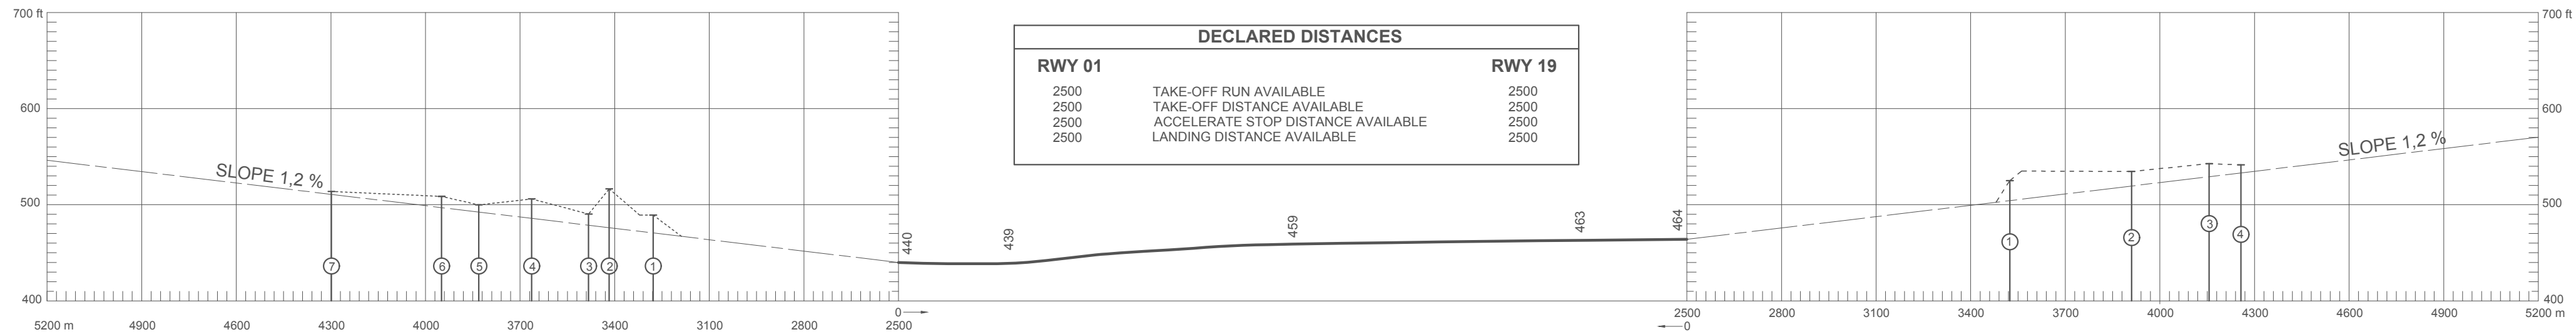 700 ft
600
500
400
SLOPE 1,2 %
7 6 5 4 3 2 1
5200 m 4900 4600 4300 4000 3700 3400 3100 2800 2500
0
440
439
459
463
464
DECLARED DISTANCES
RWY 01 RWY 19
2500 TAKE-OFF RUN AVAILABLE 2500
2500 TAKE-OFF DISTANCE AVAILABLE 2500
2500 ACCELERATE STOP DISTANCE AVAILABLE 2500
2500 LANDING DISTANCE AVAILABLE 2500
700 ft
600
500
400
SLOPE 1,2 %
1 2 3 4
2500 2800 3400 3700 4000 4300 4600 4900 5200 m
0